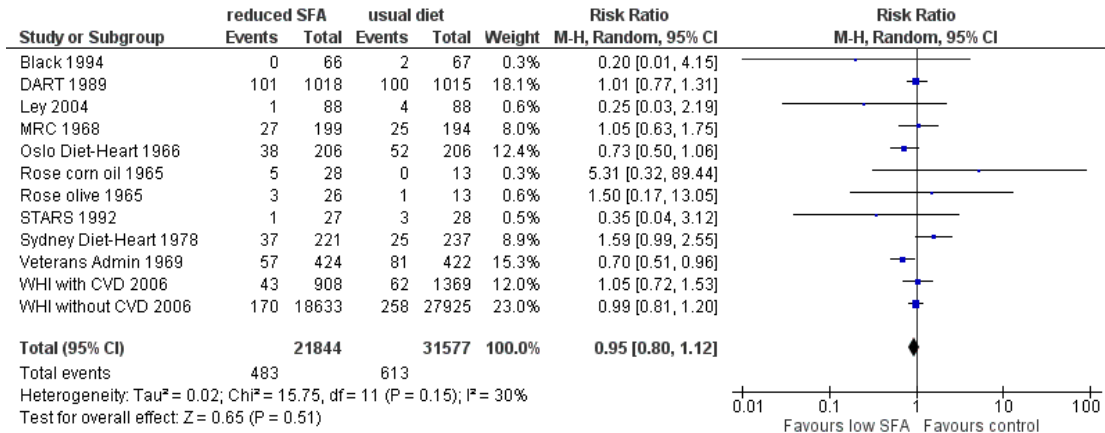 reduced SFA usual diet Risk Ratio Risk Ratio
Study or Subgroup Events Total Events Total Weight M-H, Random, 95% CI M-H, Random, 95% CI
Black 1994 0 66 2 67 0.3% 0.20 [0.01, 4.15]
DART 1989 101 1018 100 1015 18.1% 1.01 [0.77, 1.31]
Ley 2004 1 88 4 88 0.6% 0.25 [0.03, 2.19]
MRC 1968 27 199 25 194 8.0% 1.05 [0.63, 1.75]
Oslo Diet-Heart 1966 38 206 52 206 12.4% 0.73 [0.50, 1.06]
Rose corn oil 1965 5 28 0 13 0.3% 5.31 [0.32, 89.44]
Rose olive 1965 3 26 1 13 0.6% 1.50 [0.17, 13.05]
STARS 1992 1 27 3 28 0.5% 0.35 [0.04, 3.12]
Sydney Diet-Heart 1978 37 221 25 237 8.9% 1.59 [0.99, 2.55]
Veterans Admin 1969 57 424 81 422 15.3% 0.70 [0.51, 0.96]
WHI with CVD 2006 43 908 62 1369 12.0% 1.05 [0.72, 1.53]
WHI without CVD 2006 170 18633 258 27925 23.0% 0.99 [0.81, 1.20]
Total (95% CI) 21844 31577 100.0% 0.95 [0.80, 1.12]
Total events 483 613
Heterogeneity: Tau² = 0.02; Chi² = 15.75, df = 11 (P = 0.15); I² = 30%
Test for overall effect: Z = 0.65 (P = 0.51)
0.01 0.1 1 10 100
Favours low SFA Favours control